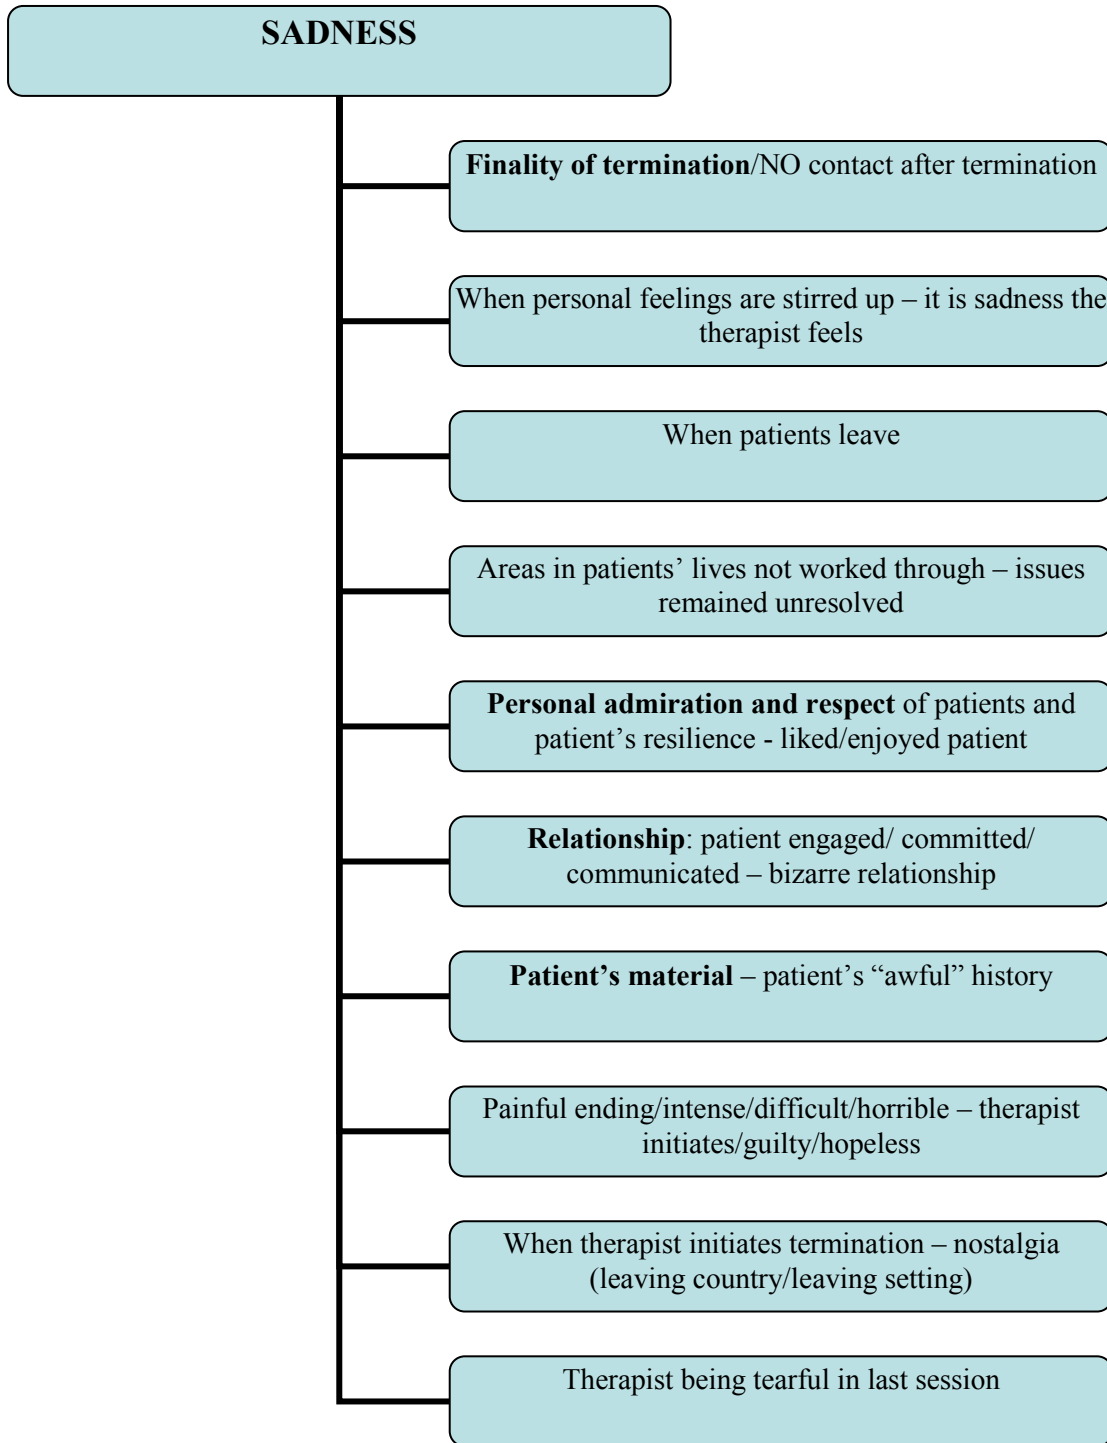 SADNESS
Finality of termination/NO contact after termination
When personal feelings are stirred up – it is sadness the
therapist feels
When patients leave
Areas in patients’ lives not worked through – issues
remained unresolved
Personal admiration and respect of patients and
patient’s resilience - liked/enjoyed patient
Relationship: patient engaged/ committed/
communicated – bizarre relationship
Patient’s material – patient’s “awful” history
Painful ending/intense/difficult/horrible – therapist
initiates/guilty/hopeless
When therapist initiates termination – nostalgia
(leaving country/leaving setting)
Therapist being tearful in last session